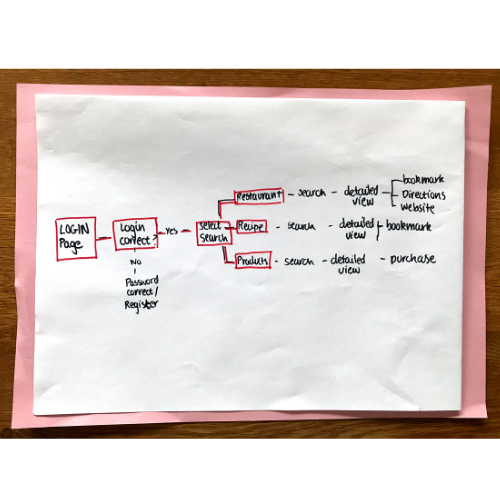 LOGIN
Page
Login
correct?
Yes
NO
Password
correct/
Register
Select
Search
Restaurant
search
detailed
view
bookmark
Directions
Website
Recipe
search
detailed
view
bookmark
Products
search
detailed
view
purchase